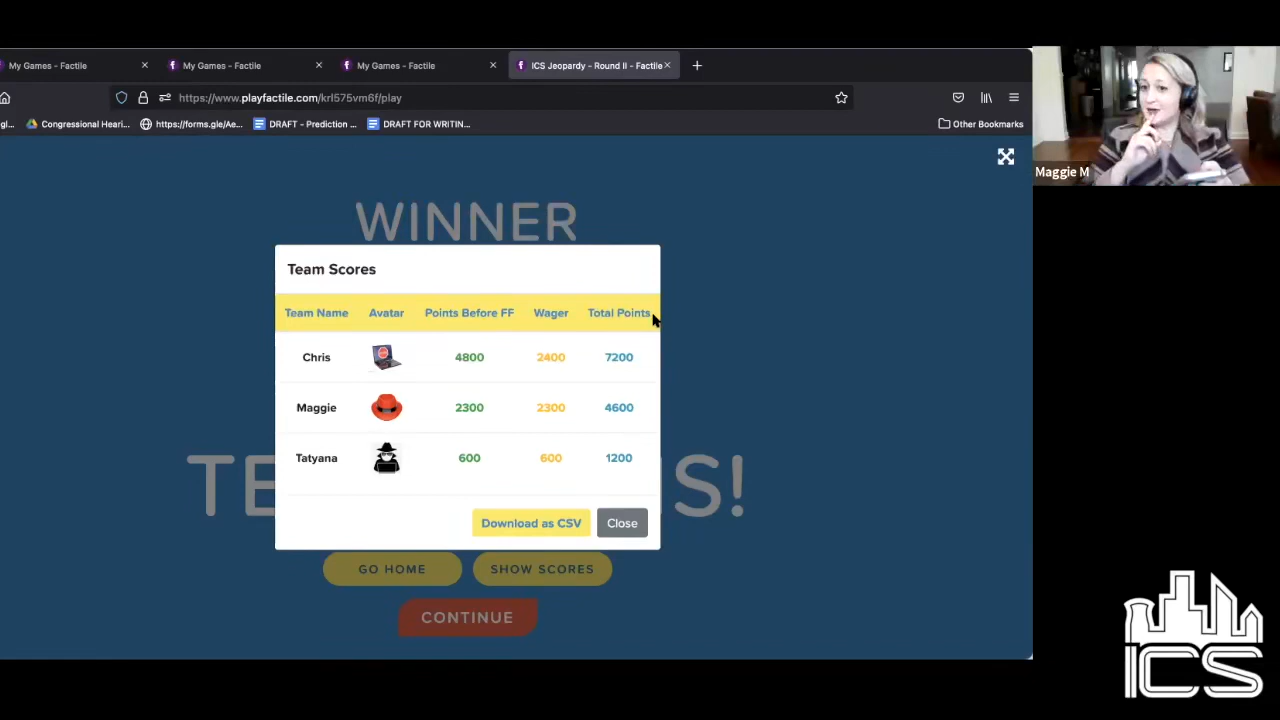 My Games - Factile
My Games - Factile
My Games - Factile
ICS Jeopardy - Round II - Factile
https://www.playfactile.com/krl575vm6f/play
gl...
Congressional Heari...
https://forms.gle/Ae...
DRAFT - Prediction ...
DRAFT FOR WRITIN...
Other Bookmarks
Maggie M
WINNER
Team Scores
Team Name Avatar Points Before FF Wager Total Points
Chris 4800 2400 7200
Maggie 2300 2300 4600
Tatyana 600 600 1200
TE
S!
Download as CSV Close
GO HOME SHOW SCORES
CONTINUE
ICS